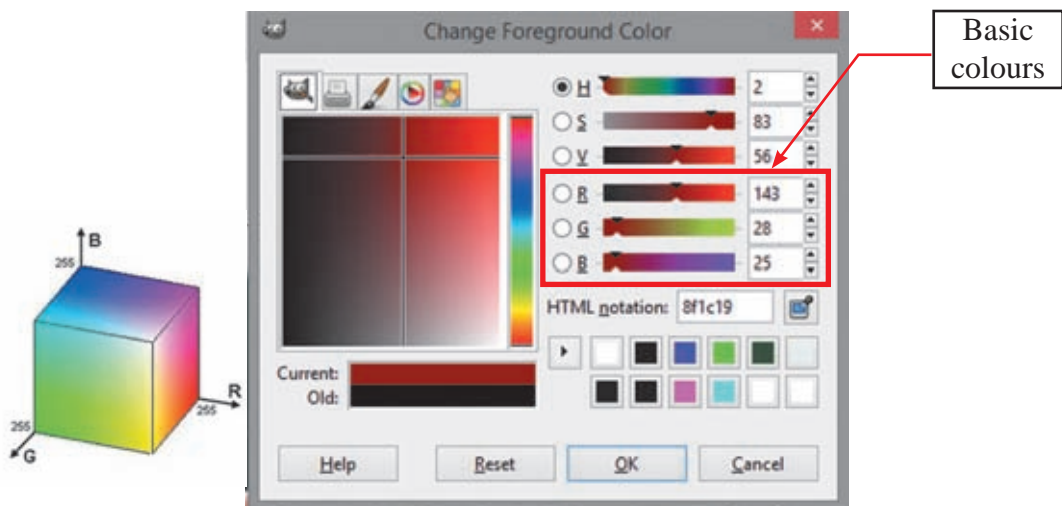 Change Foreground Color
Basic
colours
H 2
S 83
V 56
R 143
G 28
B 25
HTML notation: 8f1c19
Current:
Old:
Help Reset OK Cancel
B
255
R
255
255
G